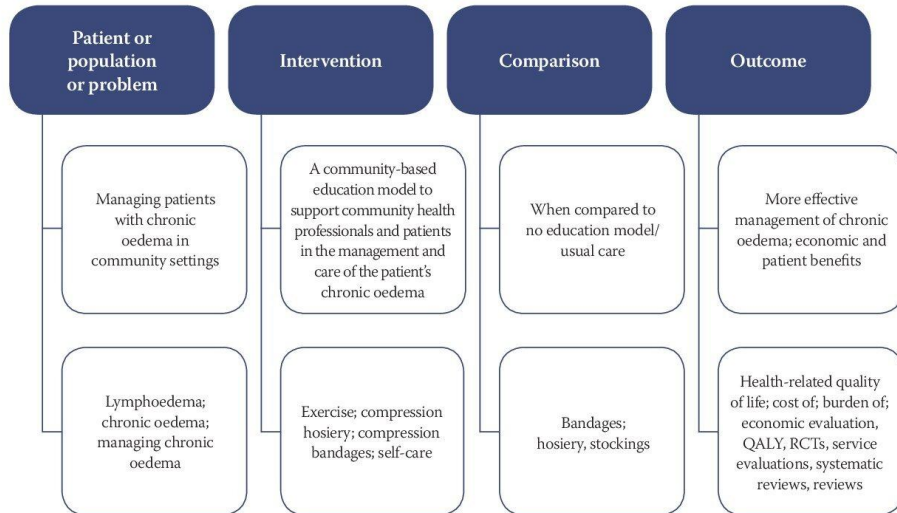 Patient or
population
or problem
Intervention
Comparison
Outcome
Managing patients
with chronic
oedema in
community settings
A community-based
education model to
support community health
professionals and patients
in the management and
care of the patient's
chronic oedema
When compared to
no education model/
usual care
More effective
management of chronic
oedema; economic and
patient benefits
Lymphoedema;
chronic oedema;
managing chronic
oedema
Exercise; compression
hosiery; compression
bandages; self-care
Bandages;
hosiery, stockings
Health-related quality
of life; cost of; burden of;
economic evaluation,
QALY, RCTs, service
evaluations, systematic
reviews, reviews